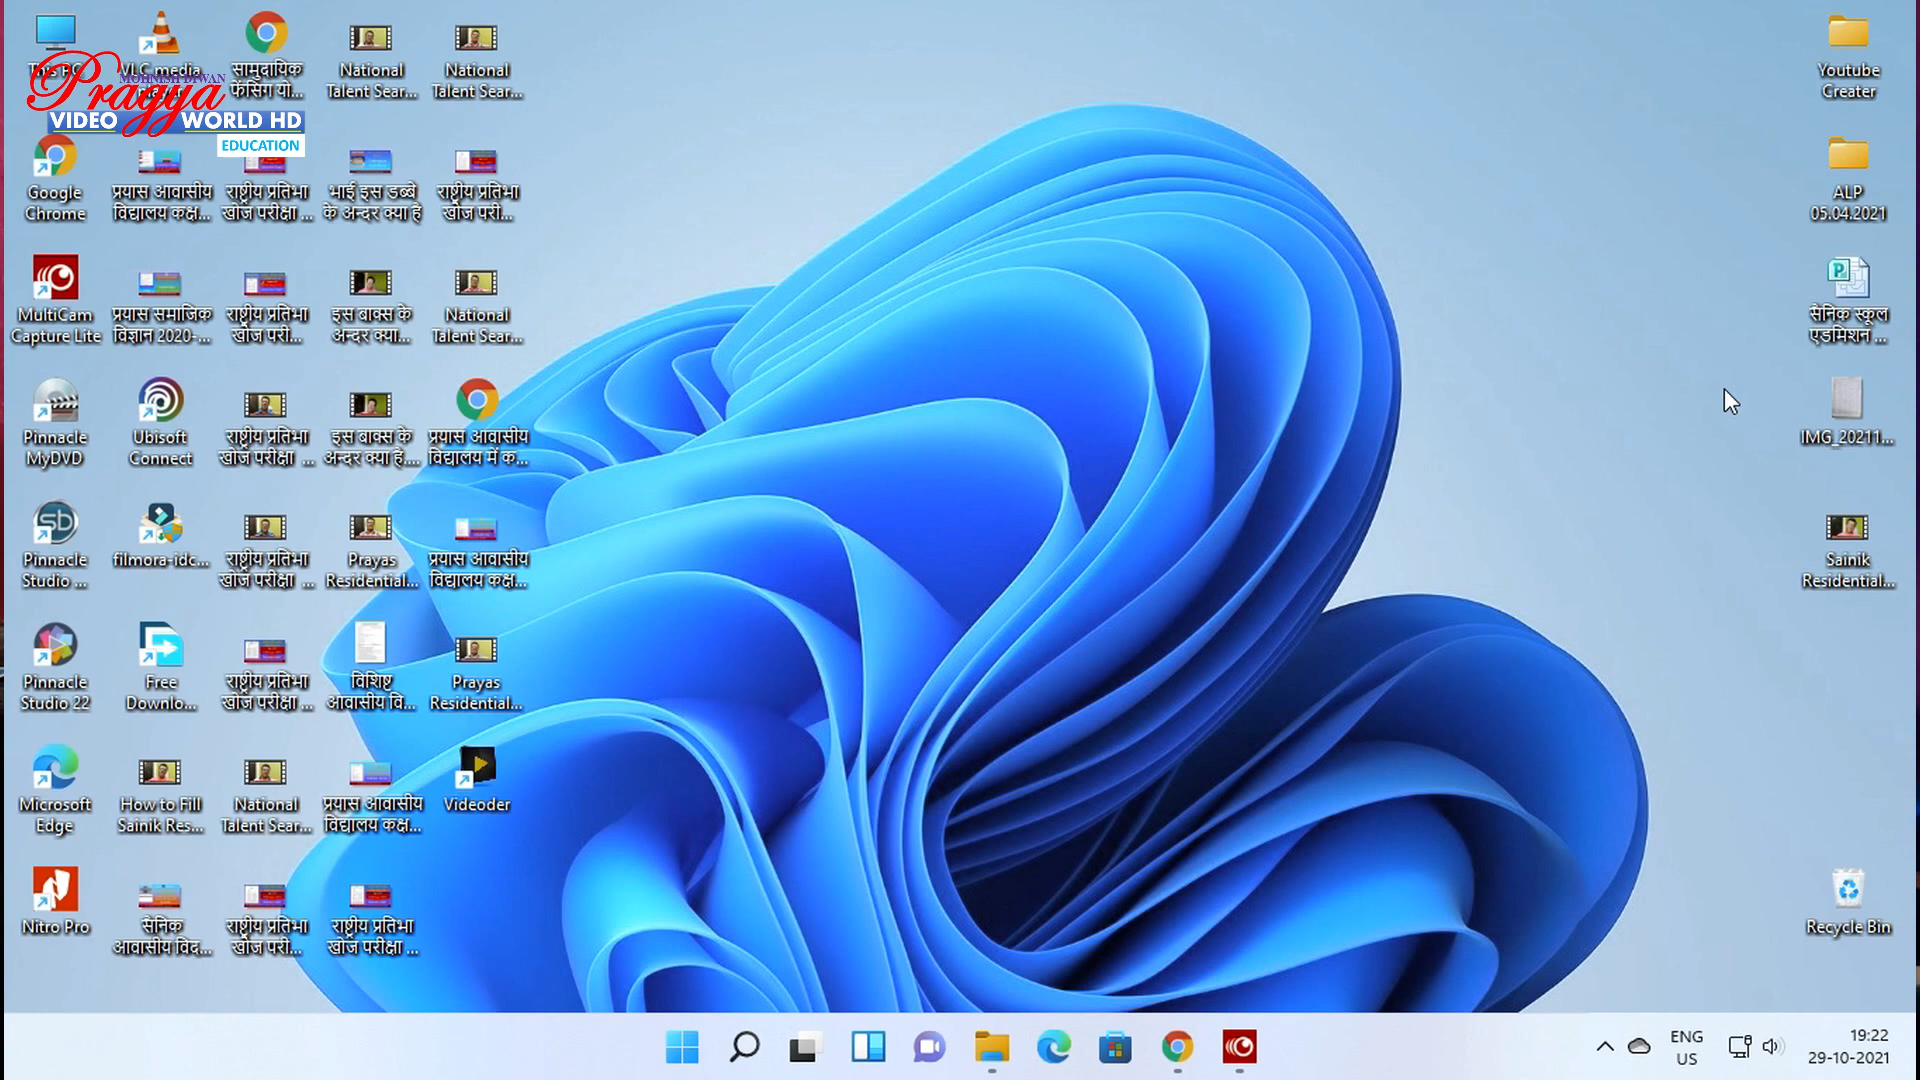 This PC
VLC media
सामुदायिक
फेंसिंग यो...
National
Talent Sear...
National
Talent Sear...
MOHNISH DIWAN
Pragya
VIDEO WORLD HD
EDUCATION
Google
Chrome
प्रयास आवासीय
विद्यालय कक्ष...
राष्ट्रीय प्रतिभा
खोज परीक्षा ...
भाई इस डब्बे
के अन्दर क्या है
राष्ट्रीय प्रतिभा
खोज परी...
MultiCam
Capture Lite
प्रयास समाजिक
विज्ञान 2020-...
राष्ट्रीय प्रतिभा
खोज परी...
इस बाक्स के
अन्दर क्या...
National
Talent Sear...
Pinnacle
MyDVD
Ubisoft
Connect
राष्ट्रीय प्रतिभा
खोज परीक्षा ...
इस बाक्स के
अन्दर क्या है....
प्रयास आवासीय
विद्यालय में क...
Pinnacle
Studio ...
filmora-idc...
राष्ट्रीय प्रतिभा
खोज परीक्षा ...
Prayas
Residential...
प्रयास आवासीय
विद्यालय कक्ष...
Pinnacle
Studio 22
Free
Downlo...
राष्ट्रीय प्रतिभा
खोज परीक्षा ...
विशिष्ट
आवासीय वि...
Prayas
Residential...
Microsoft
Edge
How to Fill
Sainik Res...
National
Talent Sear...
प्रयास आवासीय
विद्यालय कक्ष...
Videoder
Nitro Pro
सैनिक
आवासीय विद...
राष्ट्रीय प्रतिभा
खोज परी...
राष्ट्रीय प्रतिभा
खोज परीक्षा ...
Youtube
Creater
ALP
05.04.2021
सैनिक स्कूल
एडमिशन ...
IMG_20211...
Sainik
Residential...
Recycle Bin
ENG
US
19:22
29-10-2021